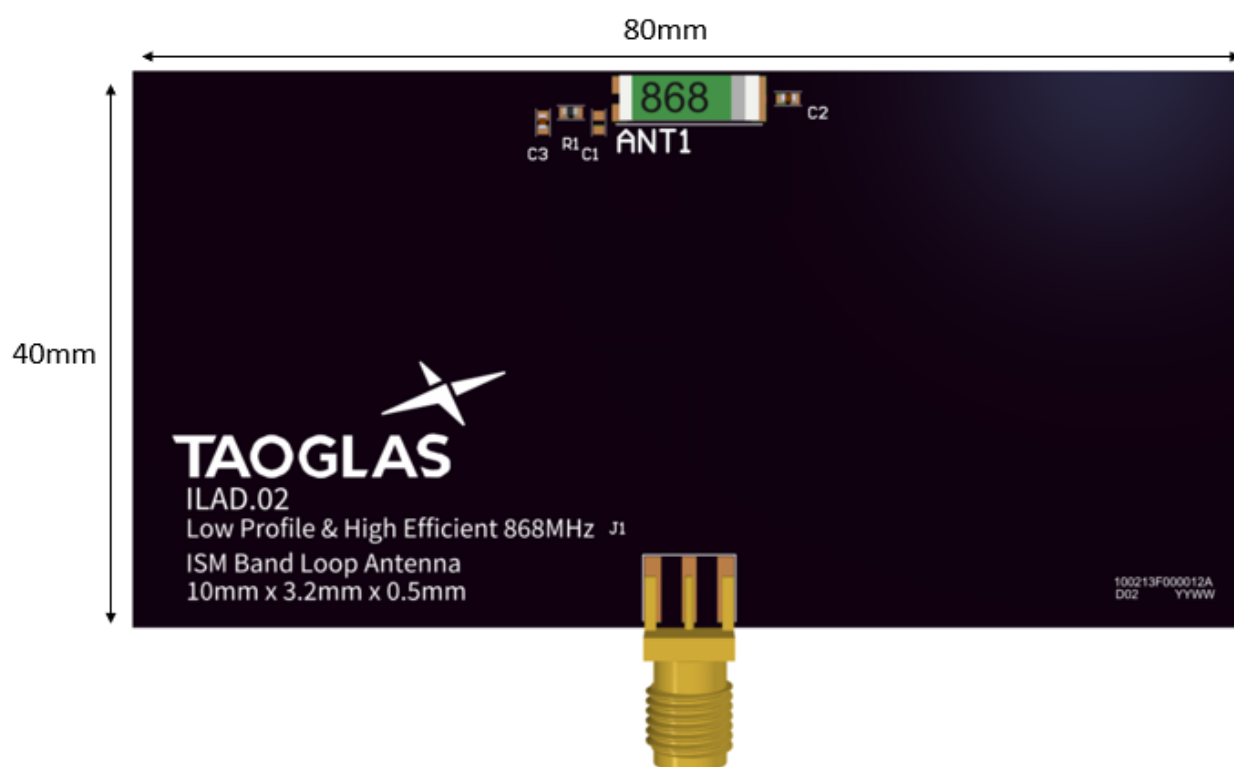 80mm
868
C2
C3
R1
C1
ANT1
40mm
TAOGLAS
ILAD.02
Low Profile & High Efficient 868MHz
J1
ISM Band Loop Antenna
10mm x 3.2mm x 0.5mm
100213F000012A
D02 YYWW